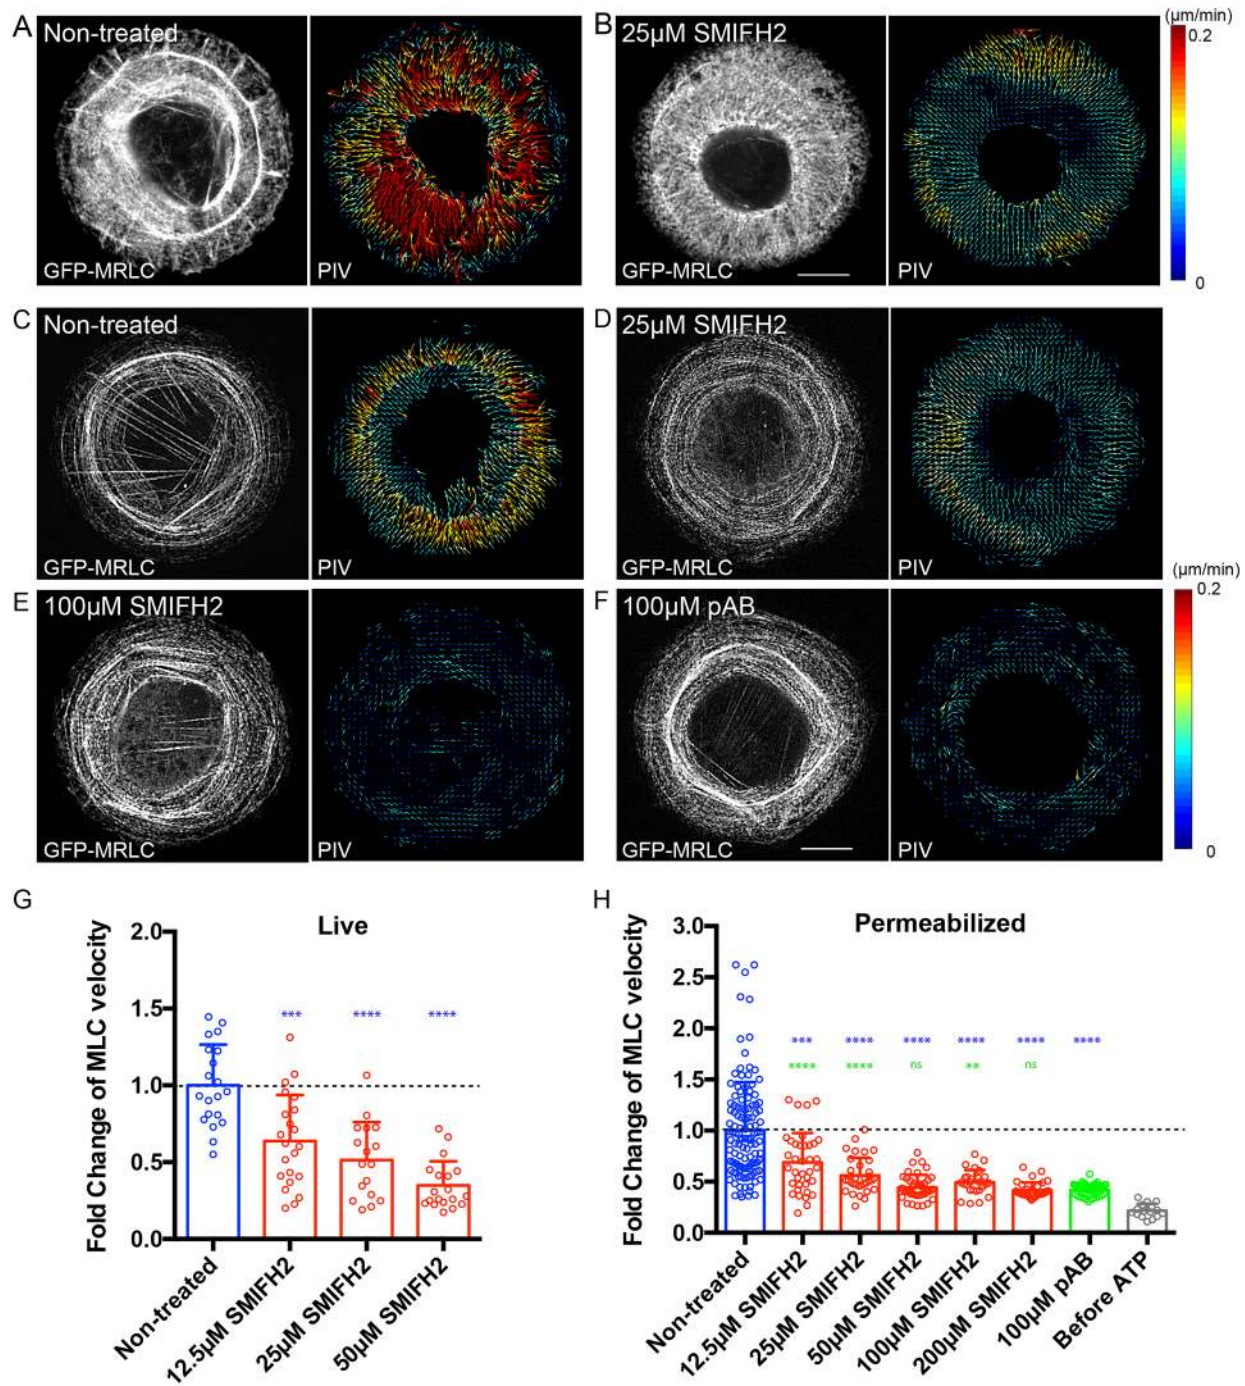 A Non-treated
GFP-MRLC
PIV
B 25µM SMIFH2
GFP-MRLC
PIV
(µm/min)
0.2
0
C Non-treated
GFP-MRLC
PIV
D 25µM SMIFH2
GFP-MRLC
PIV
E 100µM SMIFH2
GFP-MRLC
PIV
F 100µM pAB
GFP-MRLC
PIV
(µm/min)
0.2
0
G
Live
Fold Change of MLC velocity
2.0
1.5
1.0
0.5
0.0
*** **** ****
Non-treated
12.5µM SMIFH2
25µM SMIFH2
50µM SMIFH2
H
Permeabilized
Fold Change of MLC velocity
3.0
2.5
2.0
1.5
1.0
0.5
0.0
*** **** **** **** **** ****
**** **** ns ** ns
Non-treated
12.5µM SMIFH2
25µM SMIFH2
50µM SMIFH2
100µM SMIFH2
200µM SMIFH2
100µM pAB
Before ATP